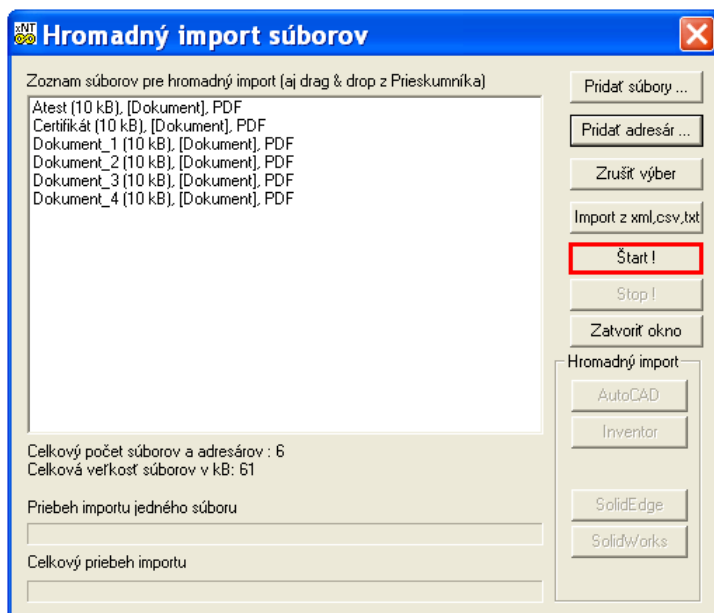 xNT
Hromadný import súborov
Zoznam súborov pre hromadný import (aj drag & drop z Prieskumníka)
Atest (10 kB), [Dokument], PDF
Certifikát (10 kB), [Dokument], PDF
Dokument_1 (10 kB), [Dokument], PDF
Dokument_2 (10 kB), [Dokument], PDF
Dokument_3 (10 kB), [Dokument], PDF
Dokument_4 (10 kB), [Dokument], PDF
Pridať súbory ...
Pridať adresár ...
Zrušiť výber
Import z xml,csv,txt
Štart !
Stop !
Zatvoriť okno
Hromadný import
AutoCAD
Inventor
SolidEdge
SolidWorks
Celkový počet súborov a adresárov : 6
Celková veľkosť súborov v kB: 61
Priebeh importu jedného súboru
Celkový priebeh importu